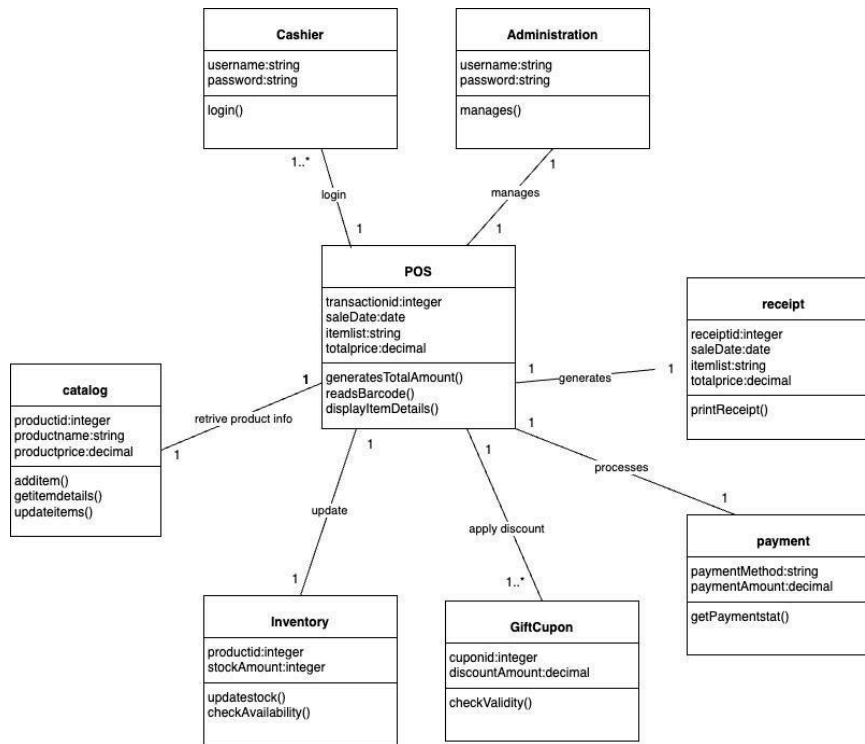 Cashier
username:string
password:string
login()
Administration
username:string
password:string
manages()
1..*
login
1
1
manages
1
POS
transactionid:integer
saleDate:date
itemlist:string
totalprice:decimal
generatesTotalAmount()
readsBarcode()
displayItemDetails()
receipt
receiptid:integer
saleDate:date
itemlist:string
totalprice:decimal
printReceipt()
1
generates
1
catalog
productid:integer
productname:string
productprice:decimal
additem()
getitemdetails()
updateitems()
1
retrive product info
1
1
update
1
1
apply discount
1..*
1
processes
1
payment
paymentMethod:string
paymentAmount:decimal
getPaymentstat()
Inventory
productid:integer
stockAmount:integer
updatestock()
checkAvailability()
GiftCupon
cuponid:integer
discountAmount:decimal
checkValidity()